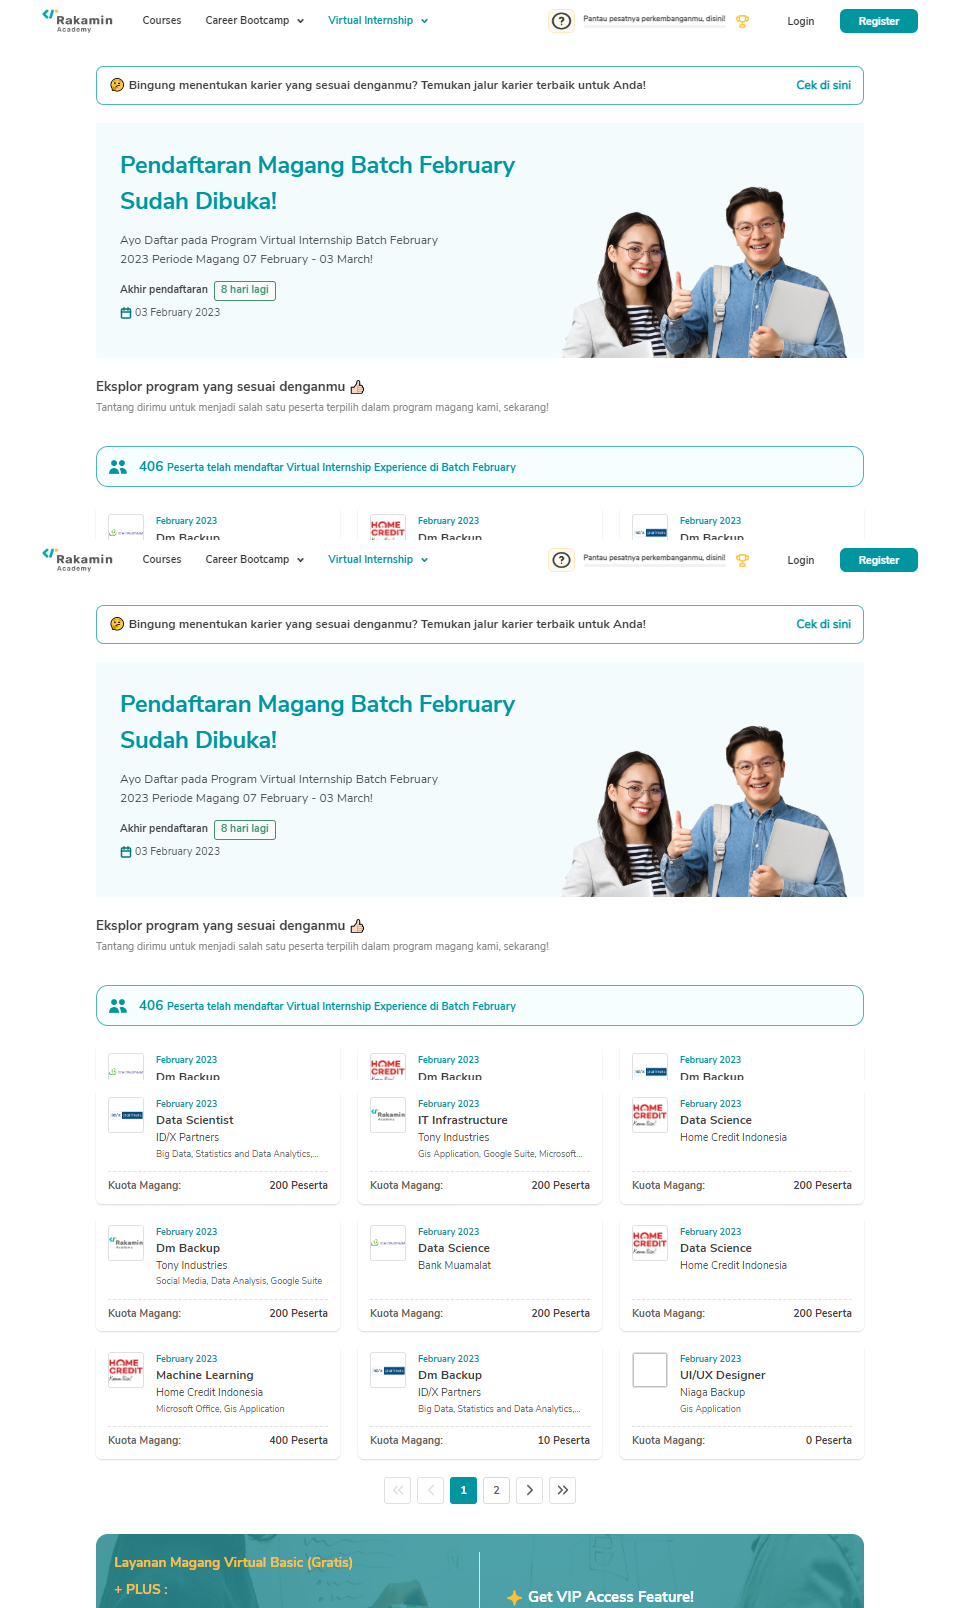 Rakamin
Academy
Courses
Career Bootcamp
Virtual Internship
Pantau pesatnya perkembanganmu, disini!
Login
Register
Bingung menentukan karier yang sesuai denganmu? Temukan jalur karier terbaik untuk Anda!
Cek di sini
Pendaftaran Magang Batch February
Sudah Dibuka!
Ayo Daftar pada Program Virtual Internship Batch February
2023 Periode Magang 07 February - 03 March!
Akhir pendaftaran 8 hari lagi
03 February 2023
Eksplor program yang sesuai denganmu
Tantang dirimu untuk menjadi salah satu peserta terpilih dalam program magang kami, sekarang!
406 Peserta telah mendaftar Virtual Internship Experience di Batch February
February 2023
Dm Backup
HOME
CREDIT
February 2023
Dm Backup
February 2023
Dm Backup
Rakamin
Academy
Courses
Career Bootcamp
Virtual Internship
Pantau pesatnya perkembanganmu, disini!
Login
Register
Bingung menentukan karier yang sesuai denganmu? Temukan jalur karier terbaik untuk Anda!
Cek di sini
Pendaftaran Magang Batch February
Sudah Dibuka!
Ayo Daftar pada Program Virtual Internship Batch February
2023 Periode Magang 07 February - 03 March!
Akhir pendaftaran 8 hari lagi
03 February 2023
Eksplor program yang sesuai denganmu
Tantang dirimu untuk menjadi salah satu peserta terpilih dalam program magang kami, sekarang!
406 Peserta telah mendaftar Virtual Internship Experience di Batch February
February 2023
Dm Backup
HOME
CREDIT
February 2023
Dm Backup
February 2023
Dm Backup
February 2023
Data Scientist
ID/X Partners
Big Data, Statistics and Data Analytics,...
Kuota Magang: 200 Peserta
Rakamin
February 2023
IT Infrastructure
Tony Industries
Gis Application, Google Suite, Microsoft...
Kuota Magang: 200 Peserta
HOME
CREDIT
February 2023
Data Science
Home Credit Indonesia
Kuota Magang: 200 Peserta
Rakamin
February 2023
Dm Backup
Tony Industries
Social Media, Data Analysis, Google Suite
Kuota Magang: 200 Peserta
February 2023
Data Science
Bank Muamalat
Kuota Magang: 200 Peserta
HOME
CREDIT
February 2023
Data Science
Home Credit Indonesia
Kuota Magang: 200 Peserta
HOME
CREDIT
February 2023
Machine Learning
Home Credit Indonesia
Microsoft Office, Gis Application
Kuota Magang: 400 Peserta
February 2023
Dm Backup
ID/X Partners
Big Data, Statistics and Data Analytics,...
Kuota Magang: 10 Peserta
February 2023
UI/UX Designer
Niaga Backup
Gis Application
Kuota Magang: 0 Peserta
1
2
Layanan Magang Virtual Basic (Gratis)
+ PLUS :
Get VIP Access Feature!